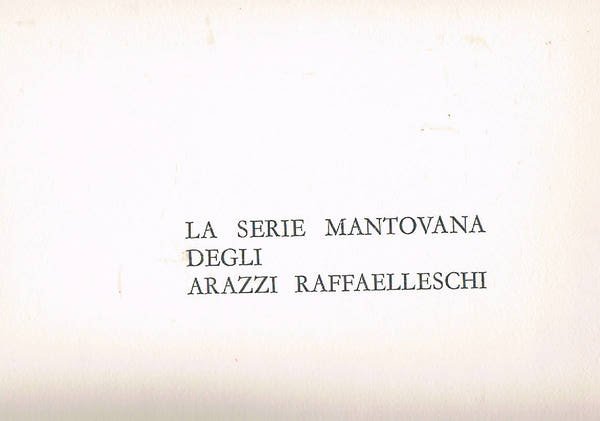 LA SERIE MANTOVANA
DEGLI
ARAZZI RAFFAELLESCHI